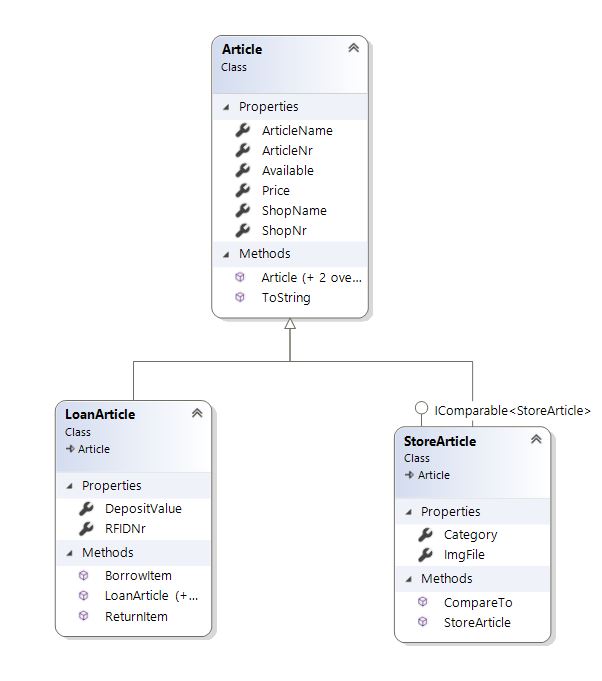 Article
Class
Properties
ArticleName
ArticleNr
Available
Price
ShopName
ShopNr
Methods
Article (+ 2 ove...
ToString
LoanArticle
Class
Article
Properties
DepositValue
RFIDNr
Methods
BorrowItem
LoanArticle (+...
ReturnItem
IComparable<StoreArticle>
StoreArticle
Class
Article
Properties
Category
ImgFile
Methods
CompareTo
StoreArticle